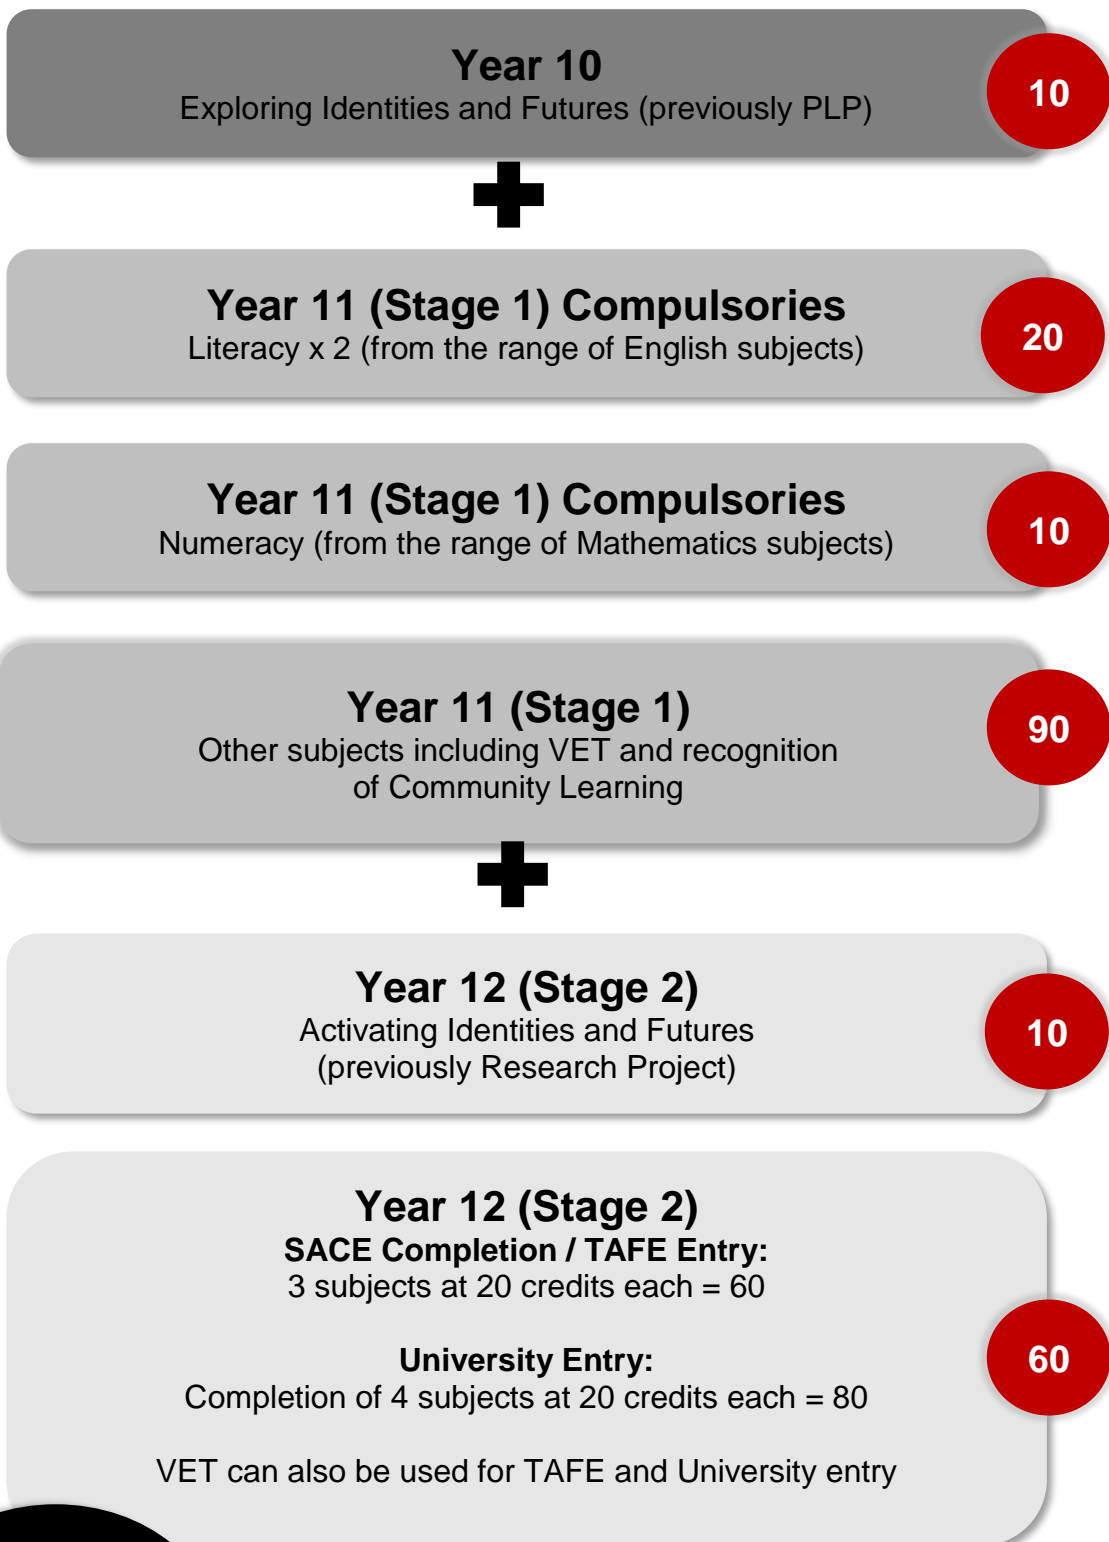 Year 10
Exploring Identities and Futures (previously PLP)
10
Year 11 (Stage 1) Compulsories
Literacy x 2 (from the range of English subjects)
20
Year 11 (Stage 1) Compulsories
Numeracy (from the range of Mathematics subjects)
10
Year 11 (Stage 1)
Other subjects including VET and recognition
of Community Learning
90
Year 12 (Stage 2)
Activating Identities and Futures
(previously Research Project)
10
Year 12 (Stage 2)
SACE Completion / TAFE Entry:
3 subjects at 20 credits each = 60
University Entry:
Completion of 4 subjects at 20 credits each = 80
VET can also be used for TAFE and University entry
60